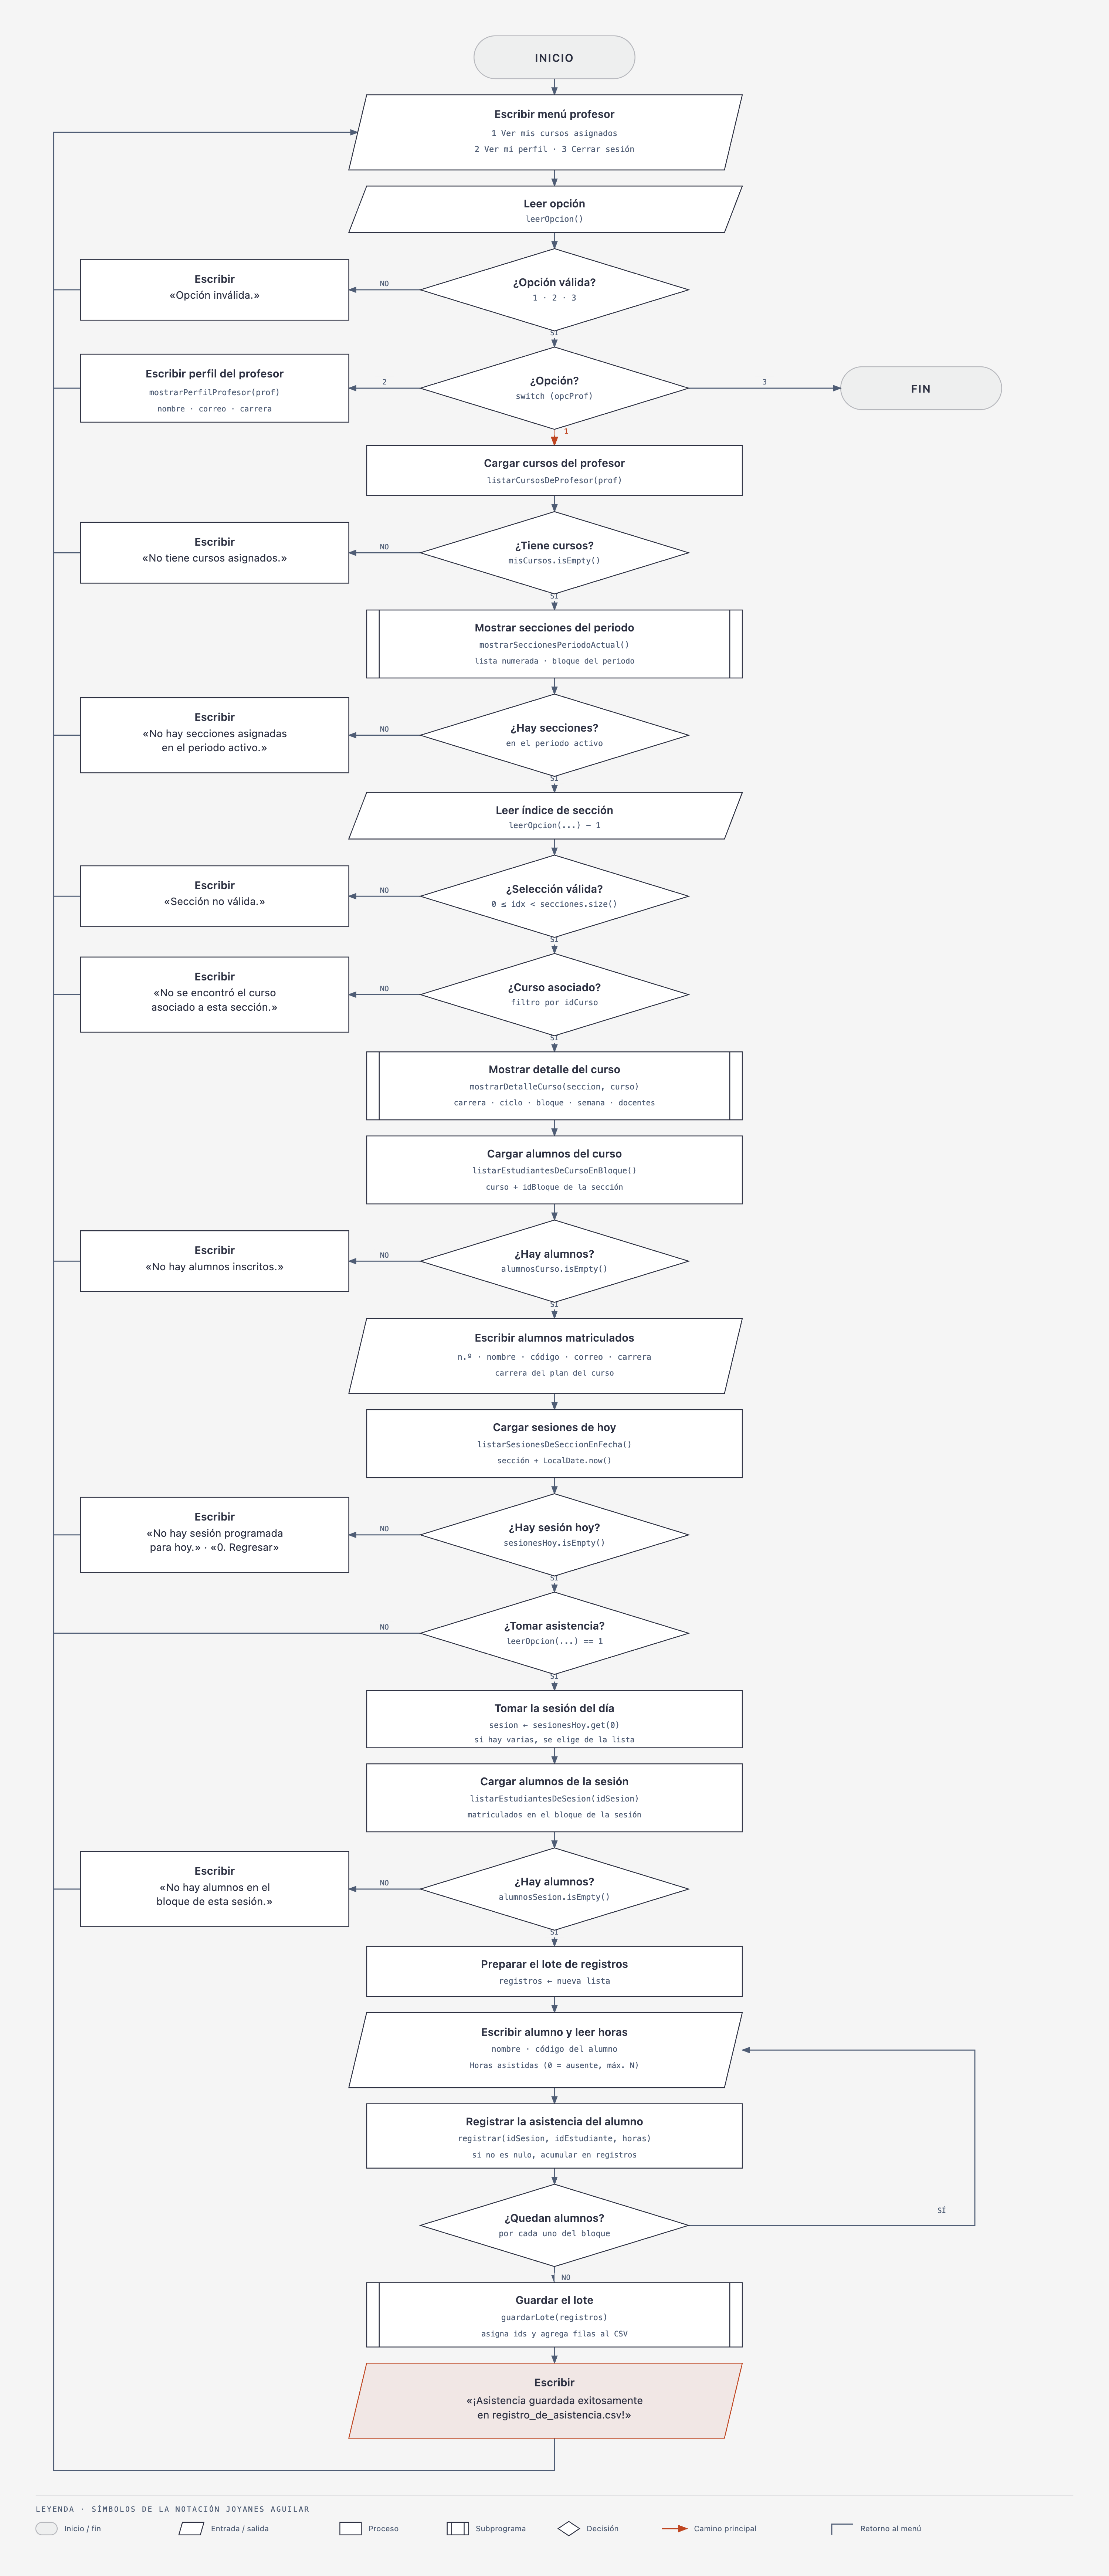 INICIO
Escribir menú profesor
1 Ver mis cursos asignados
2 Ver mi perfil · 3 Cerrar sesión
Leer opción
leerOpcion()
¿Opción válida?
1 · 2 · 3
NO
Escribir
«Opción inválida.»
SÍ
¿Opción?
switch (opcProf)
2
Escribir perfil del profesor
mostrarPerfilProfesor(prof)
nombre · correo · carrera
3
FIN
1
Cargar cursos del profesor
listarCursosDeProfesor(prof)
¿Tiene cursos?
misCursos.isEmpty()
NO
Escribir
«No tiene cursos asignados.»
SÍ
Mostrar secciones del periodo
mostrarSeccionesPeriodoActual()
lista numerada · bloque del periodo
¿Hay secciones?
en el periodo activo
NO
Escribir
«No hay secciones asignadas
en el periodo activo.»
SÍ
Leer índice de sección
leerOpcion(...) − 1
¿Selección válida?
0 ≤ idx < secciones.size()
NO
Escribir
«Sección no válida.»
SÍ
¿Curso asociado?
filtro por idCurso
NO
Escribir
«No se encontró el curso
asociado a esta sección.»
SÍ
Mostrar detalle del curso
mostrarDetalleCurso(seccion, curso)
carrera · ciclo · bloque · semana · docentes
Cargar alumnos del curso
listarEstudiantesDeCursoEnBloque()
curso + idBloque de la sección
¿Hay alumnos?
alumnosCurso.isEmpty()
NO
Escribir
«No hay alumnos inscritos.»
SÍ
Escribir alumnos matriculados
n.º · nombre · código · correo · carrera
carrera del plan del curso
Cargar sesiones de hoy
listarSesionesDeSeccionEnFecha()
sección + LocalDate.now()
¿Hay sesión hoy?
sesionesHoy.isEmpty()
NO
Escribir
«No hay sesión programada
para hoy.» · «0. Regresar»
SÍ
¿Tomar asistencia?
leerOpcion(...) == 1
NO
SÍ
Tomar la sesión del día
sesion ← sesionesHoy.get(0)
si hay varias, se elige de la lista
Cargar alumnos de la sesión
listarEstudiantesDeSesion(idSesion)
matriculados en el bloque de la sesión
¿Hay alumnos?
alumnosSesion.isEmpty()
NO
Escribir
«No hay alumnos en el
bloque de esta sesión.»
SÍ
Preparar el lote de registros
registros ← nueva lista
Escribir alumno y leer horas
nombre · código del alumno
Horas asistidas (0 = ausente, máx. N)
Registrar la asistencia del alumno
registrar(idSesion, idEstudiante, horas)
si no es nulo, acumular en registros
¿Quedan alumnos?
por cada uno del bloque
SÍ
NO
Guardar el lote
guardarLote(registros)
asigna ids y agrega filas al CSV
Escribir
«¡Asistencia guardada exitosamente
en registro_de_asistencia.csv!»
LEYENDA · SÍMBOLOS DE LA NOTACIÓN JOYANES AGUILAR
Inicio / fin
Entrada / salida
Proceso
Subprograma
Decisión
Camino principal
Retorno al menú